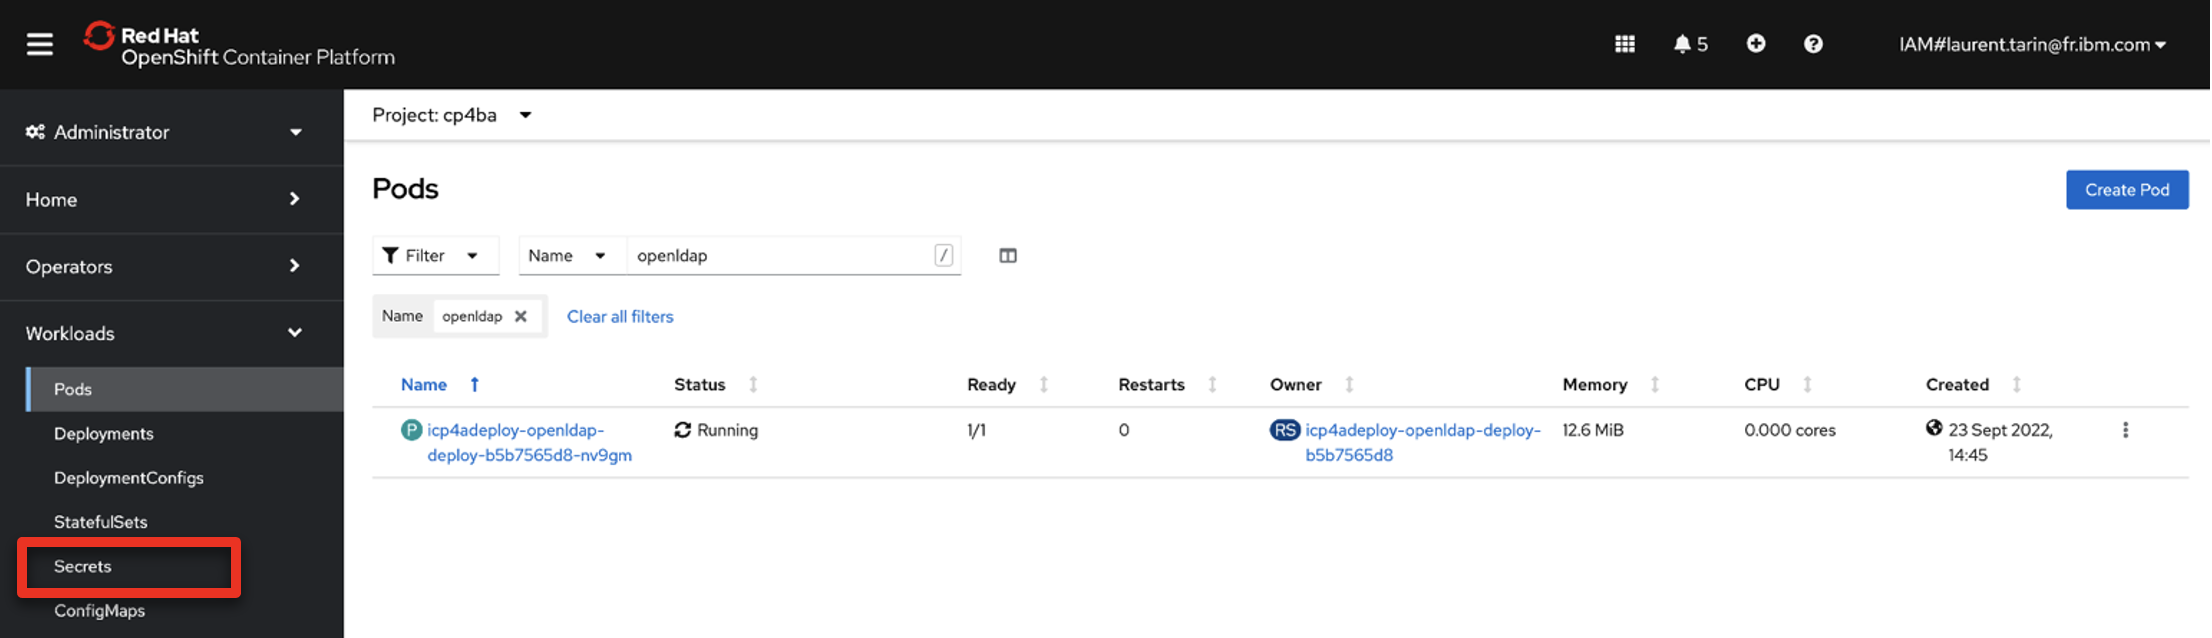 Red Hat
OpenShift Container Platform
5
IAM#laurent.tarin@fr.ibm.com
Administrator
Home
Operators
Workloads
Pods
Deployments
DeploymentConfigs
StatefulSets
Secrets
ConfigMaps
Project: cp4ba
Pods
Create Pod
Filter
Name
openldap
/
Name openldap
Clear all filters
Name Status Ready Restarts Owner Memory CPU Created
P icp4adeploy-openldap- Running 1/1 0 RS icp4adeploy-openldap-deploy- 12.6 MiB 0.000 cores 23 Sept 2022,
deploy-b5b7565d8-nv9gm b5b7565d8 14:45